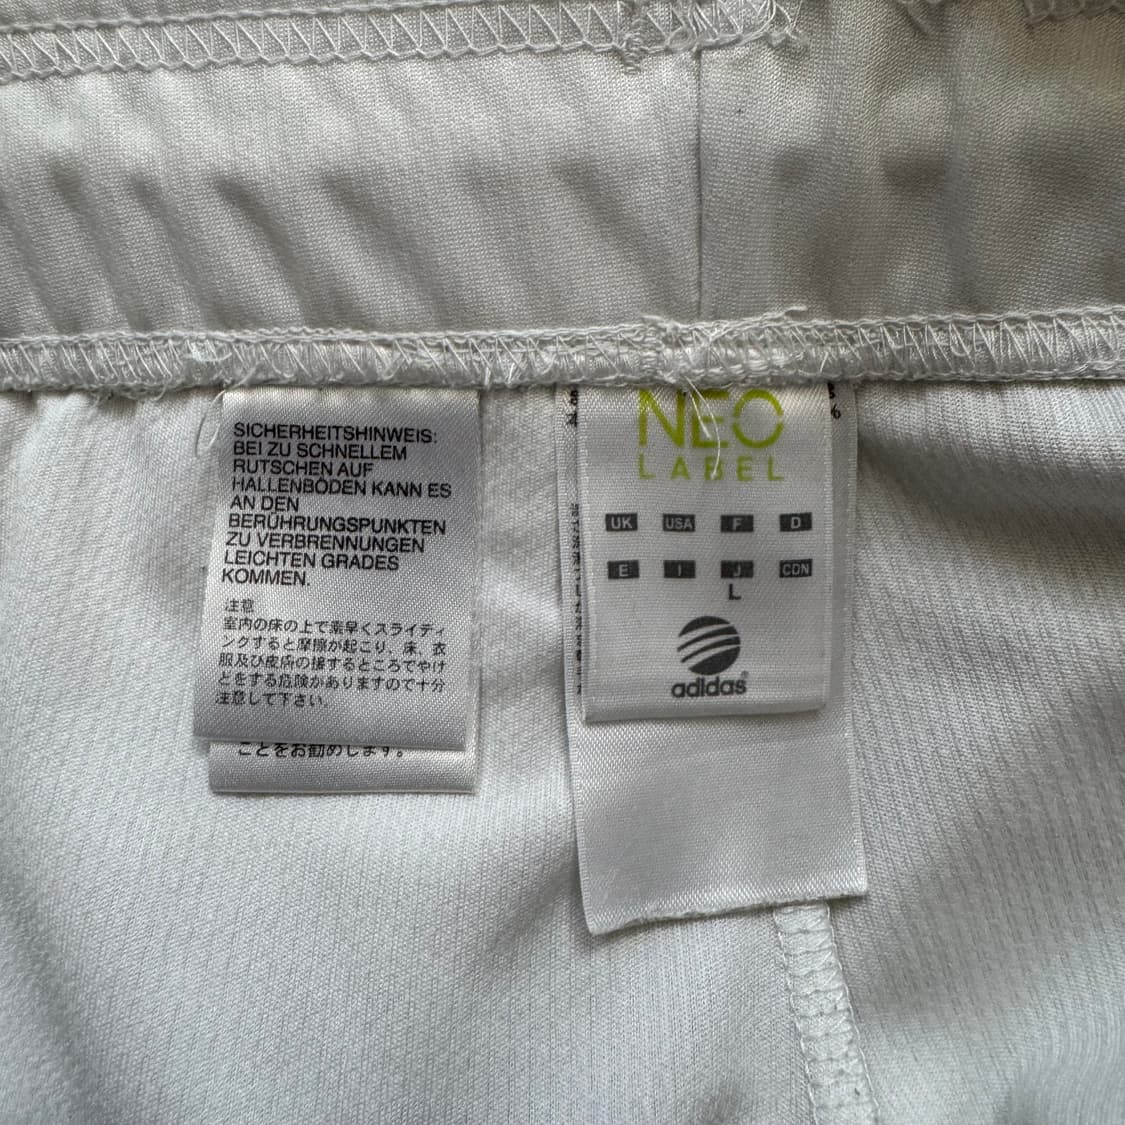 SICHERHEITSHINWEIS:
BEI ZU SCHNELLEM
RUTSCHEN AUF
HALLENBÖDEN KANN ES
AN DEN
BERÜHRUNGSPUNKTEN
ZU VERBRENNUNGEN
LEICHTEN GRADES
KOMMEN.
注意
室内の床の上で素早くスライディ
ングすると摩擦が起こり、床、衣
服及び皮膚の接するところでやけ
どをする危険がありますので十分
注意して下さい。
ことをお勧めします。
NEO
LABEL
UK USA F D
E I J CDN
L
adidas
%